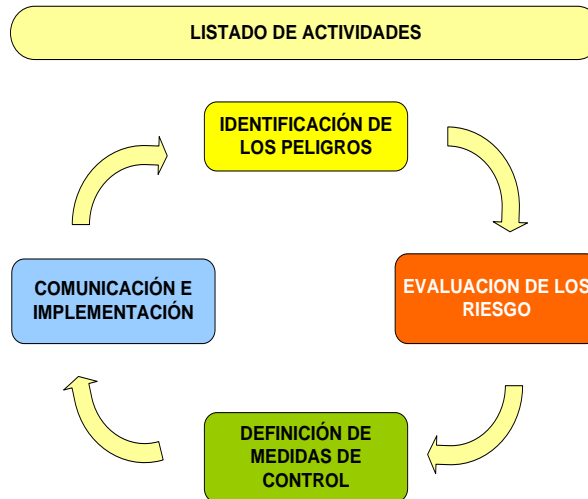 LISTADO DE ACTIVIDADES
IDENTIFICACIÓN DE
LOS PELIGROS
EVALUACION DE LOS
RIESGO
DEFINICIÓN DE
MEDIDAS DE
CONTROL
COMUNICACIÓN E
IMPLEMENTACIÓN